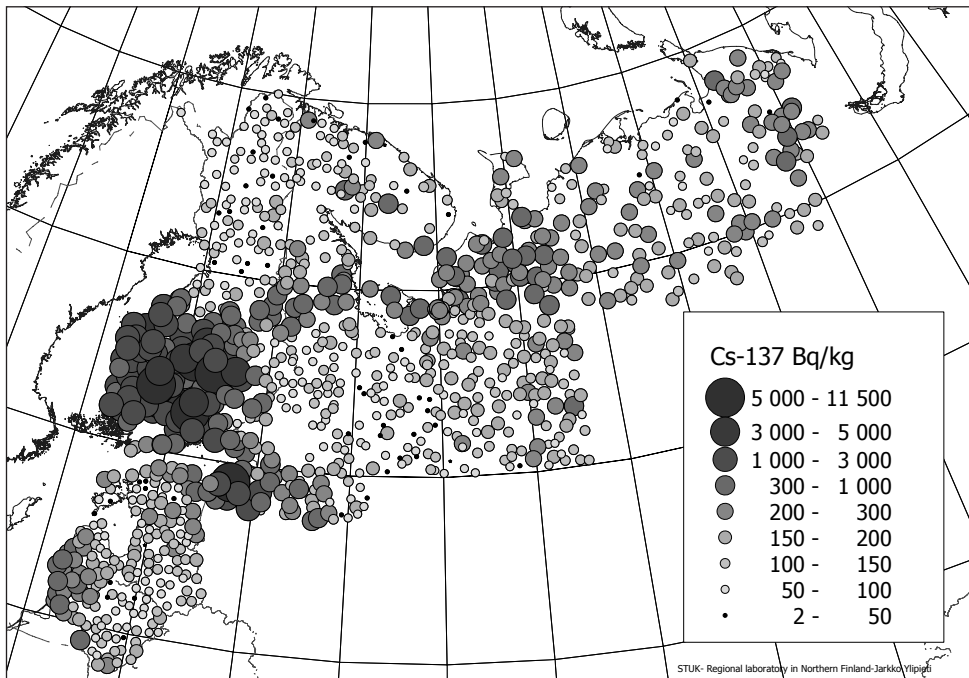 Cs-137 Bq/kg
5 000 - 11 500
3 000 - 5 000
1 000 - 3 000
300 - 1 000
200 - 300
150 - 200
100 - 150
50 - 100
2 - 50
STUK- Regional laboratory in Northern Finland-Jarkko Ylipieti